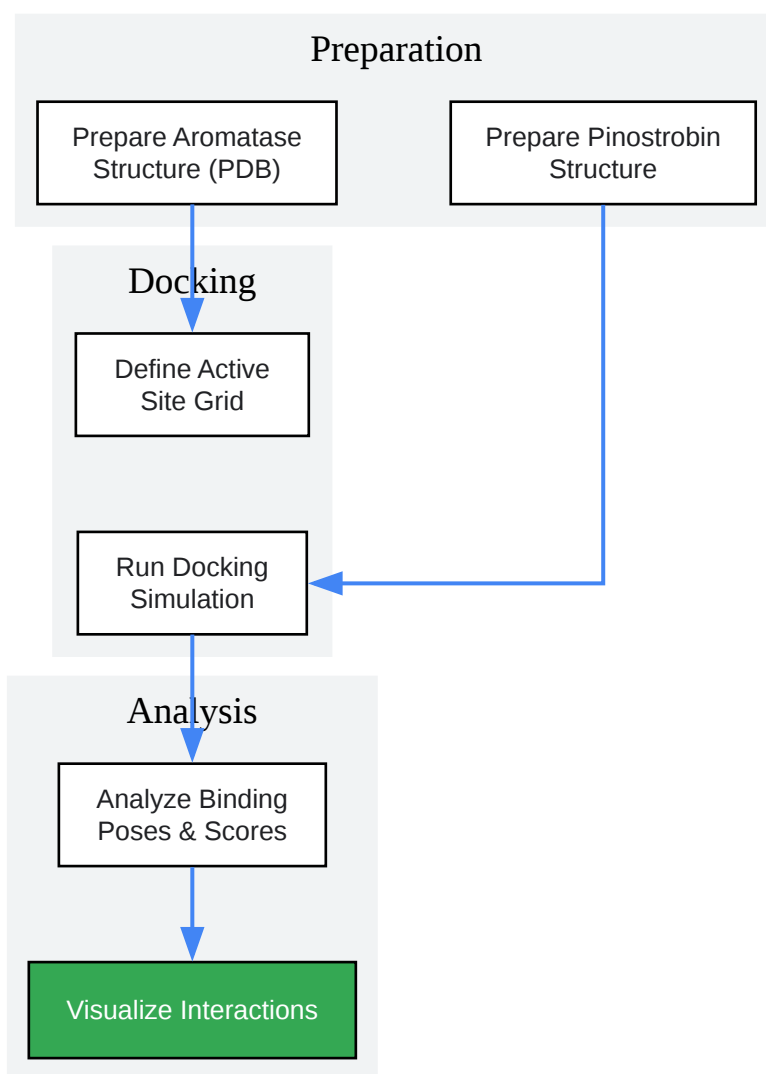 Preparation
Prepare Aromatase
Structure (PDB)
Prepare Pinostrobin
Structure
Docking
Define Active
Site Grid
Run Docking
Simulation
Analysis
Analyze Binding
Poses & Scores
Visualize Interactions